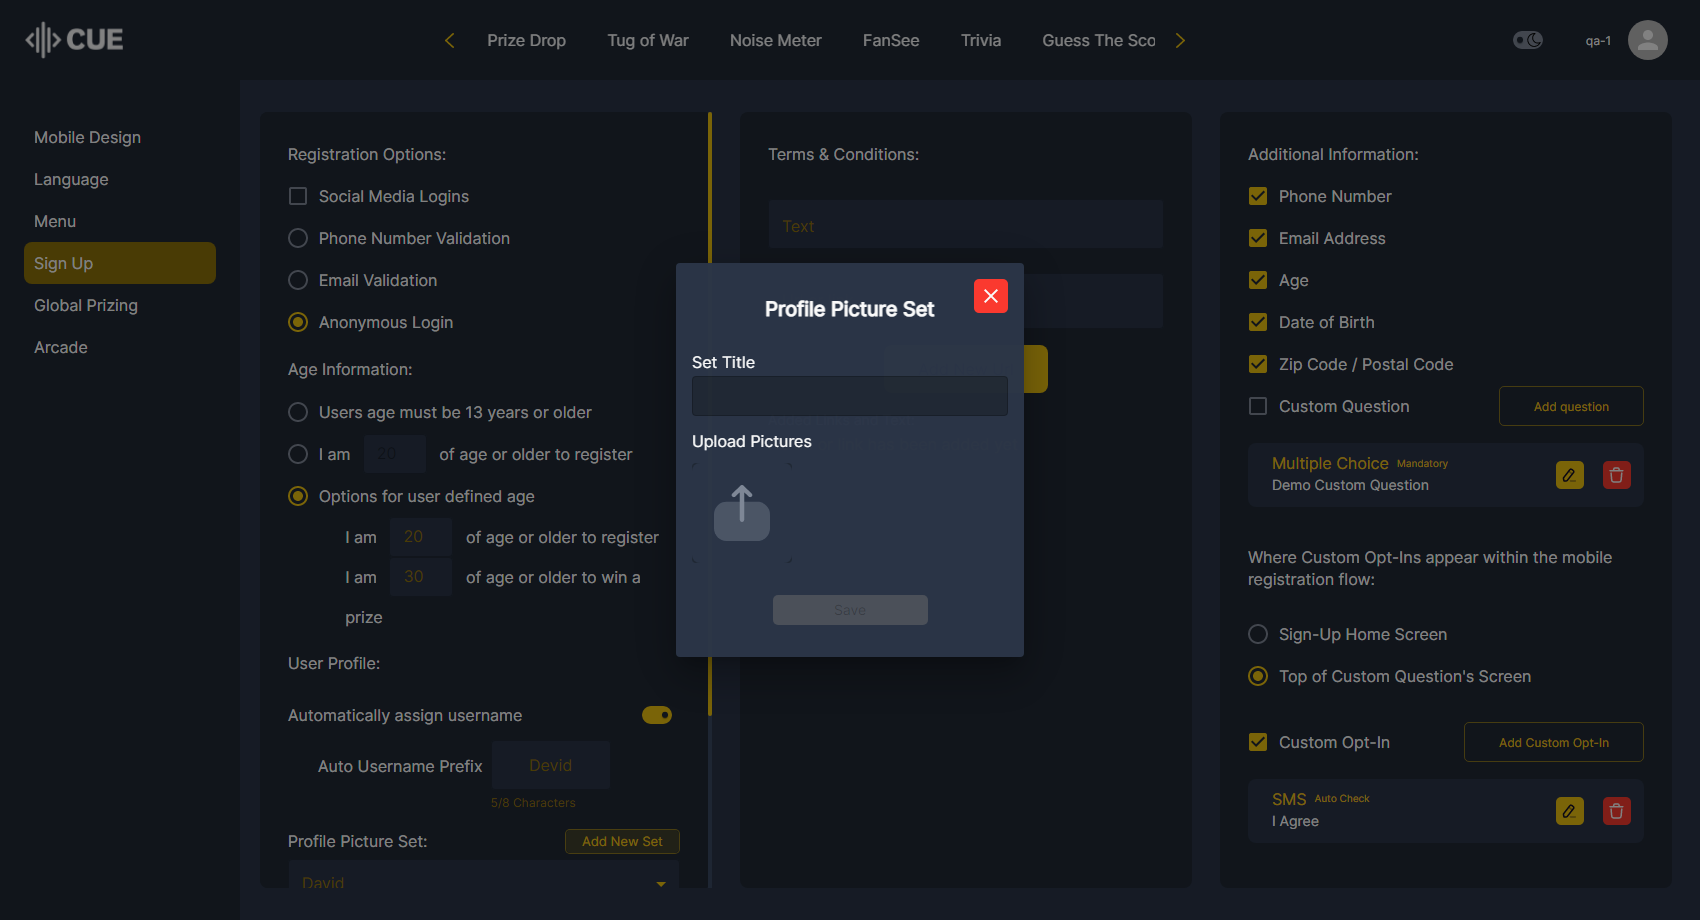 CUE
Prize Drop
Tug of War
Noise Meter
FanSee
Trivia
Guess The Sco
qa-1
Mobile Design
Language
Menu
Sign Up
Global Prizing
Arcade
Registration Options:
Social Media Logins
Phone Number Validation
Email Validation
Anonymous Login
Age Information:
Users age must be 13 years or older
I am 20 of age or older to register
Options for user defined age
I am 20 of age or older to register
I am 30 of age or older to win a
prize
User Profile:
Automatically assign username
Auto Username Prefix Devid
5/8 Characters
Profile Picture Set: Add New Set
David
Terms & Conditions:
Text
Profile Picture Set
Set Title
Upload Pictures
Save
Additional Information:
Phone Number
Email Address
Age
Date of Birth
Zip Code / Postal Code
Custom Question Add question
Multiple Choice Mandatory
Demo Custom Question
Where Custom Opt-Ins appear within the mobile
registration flow:
Sign-Up Home Screen
Top of Custom Question's Screen
Custom Opt-In Add Custom Opt-In
SMS Auto Check
I Agree